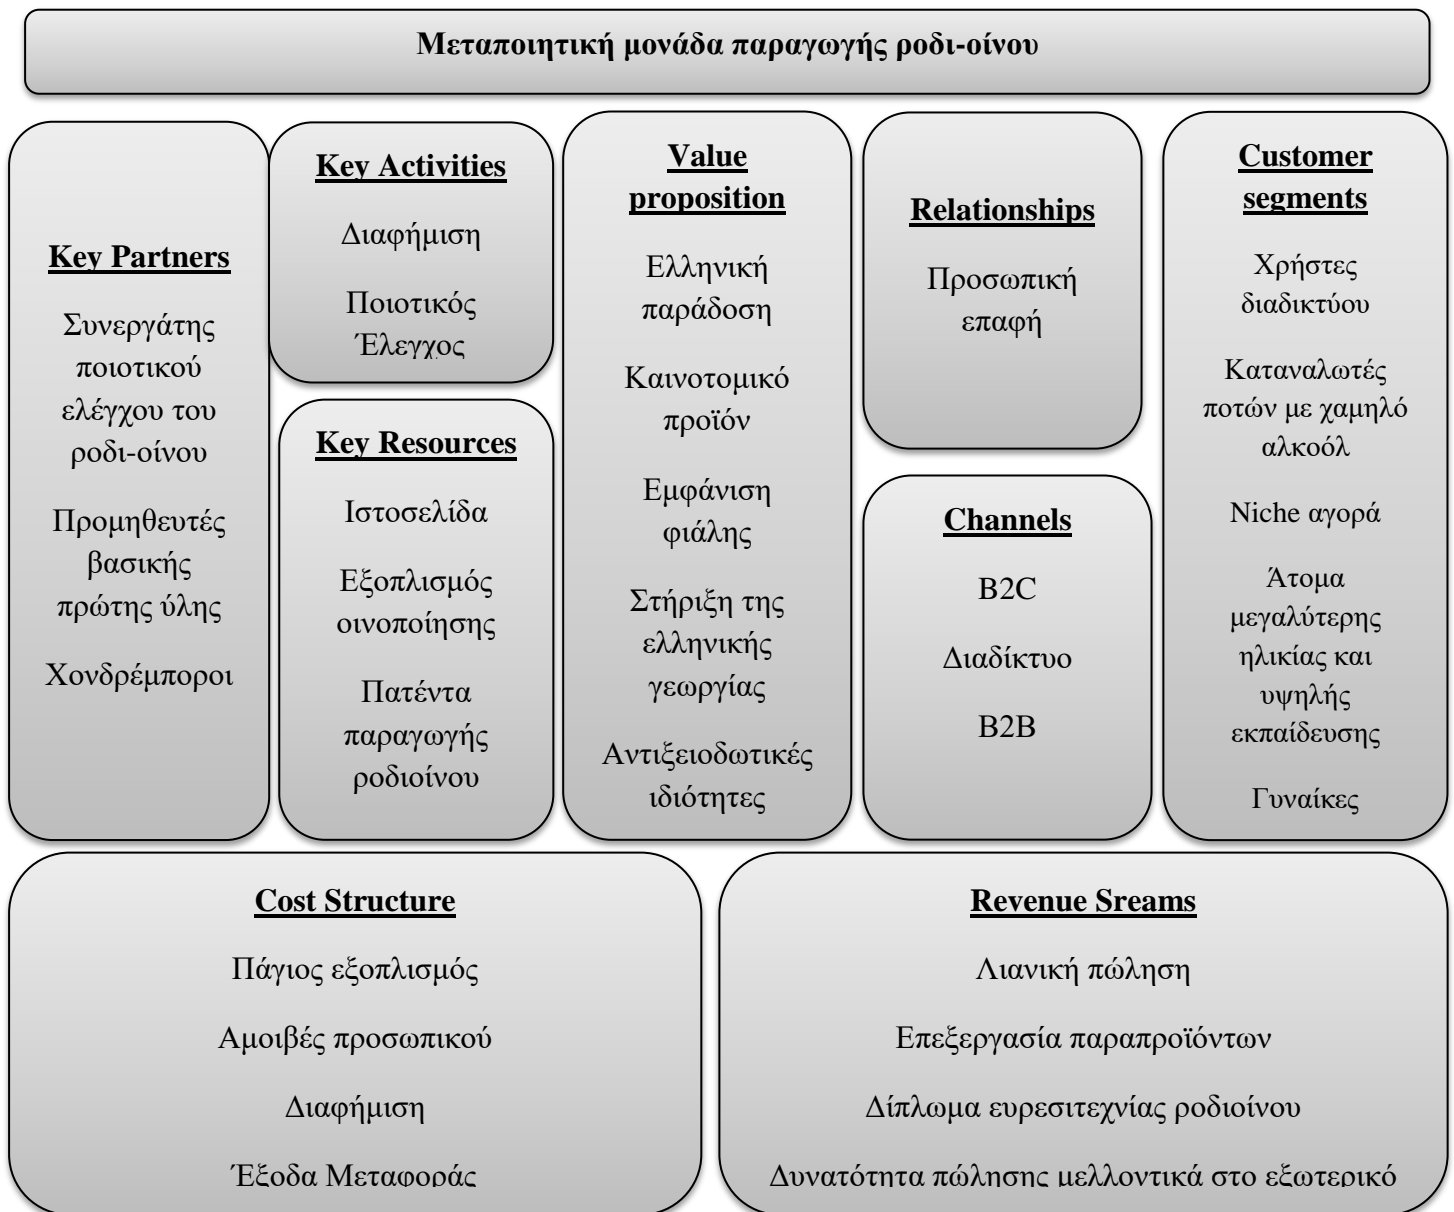 Μεταποιητική μονάδα παραγωγής ροδι-οίνου
Key Partners
Συνεργάτης
ποιοτικού
ελέγχου του
ροδι-οίνου
Προμηθευτές
βασικής
πρώτης ύλης
Χονδρέμποροι
Key Activities
Διαφήμιση
Ποιοτικός
Έλεγχος
Key Resources
Ιστοσελίδα
Εξοπλισμός
οινοποίησης
Πατέντα
παραγωγής
ροδιοίνου
Value
proposition
Ελληνική
παράδοση
Καινοτομικό
προϊόν
Εμφάνιση
φιάλης
Στήριξη της
ελληνικής
γεωργίας
Αντιξειοδωτικές
ιδιότητες
Relationships
Προσωπική
επαφή
Channels
B2C
Διαδίκτυο
B2B
Customer
segments
Χρήστες
διαδικτύου
Καταναλωτές
ποτών με χαμηλό
αλκοόλ
Niche αγορά
Άτομα
μεγαλύτερης
ηλικίας και
υψηλής
εκπαίδευσης
Γυναίκες
Cost Structure
Πάγιος εξοπλισμός
Αμοιβές προσωπικού
Διαφήμιση
Έξοδα Μεταφοράς
Revenue Sreams
Λιανική πώληση
Επεξεργασία παραπροϊόντων
Δίπλωμα ευρεσιτεχνίας ροδιοίνου
Δυνατότητα πώλησης μελλοντικά στο εξωτερικό